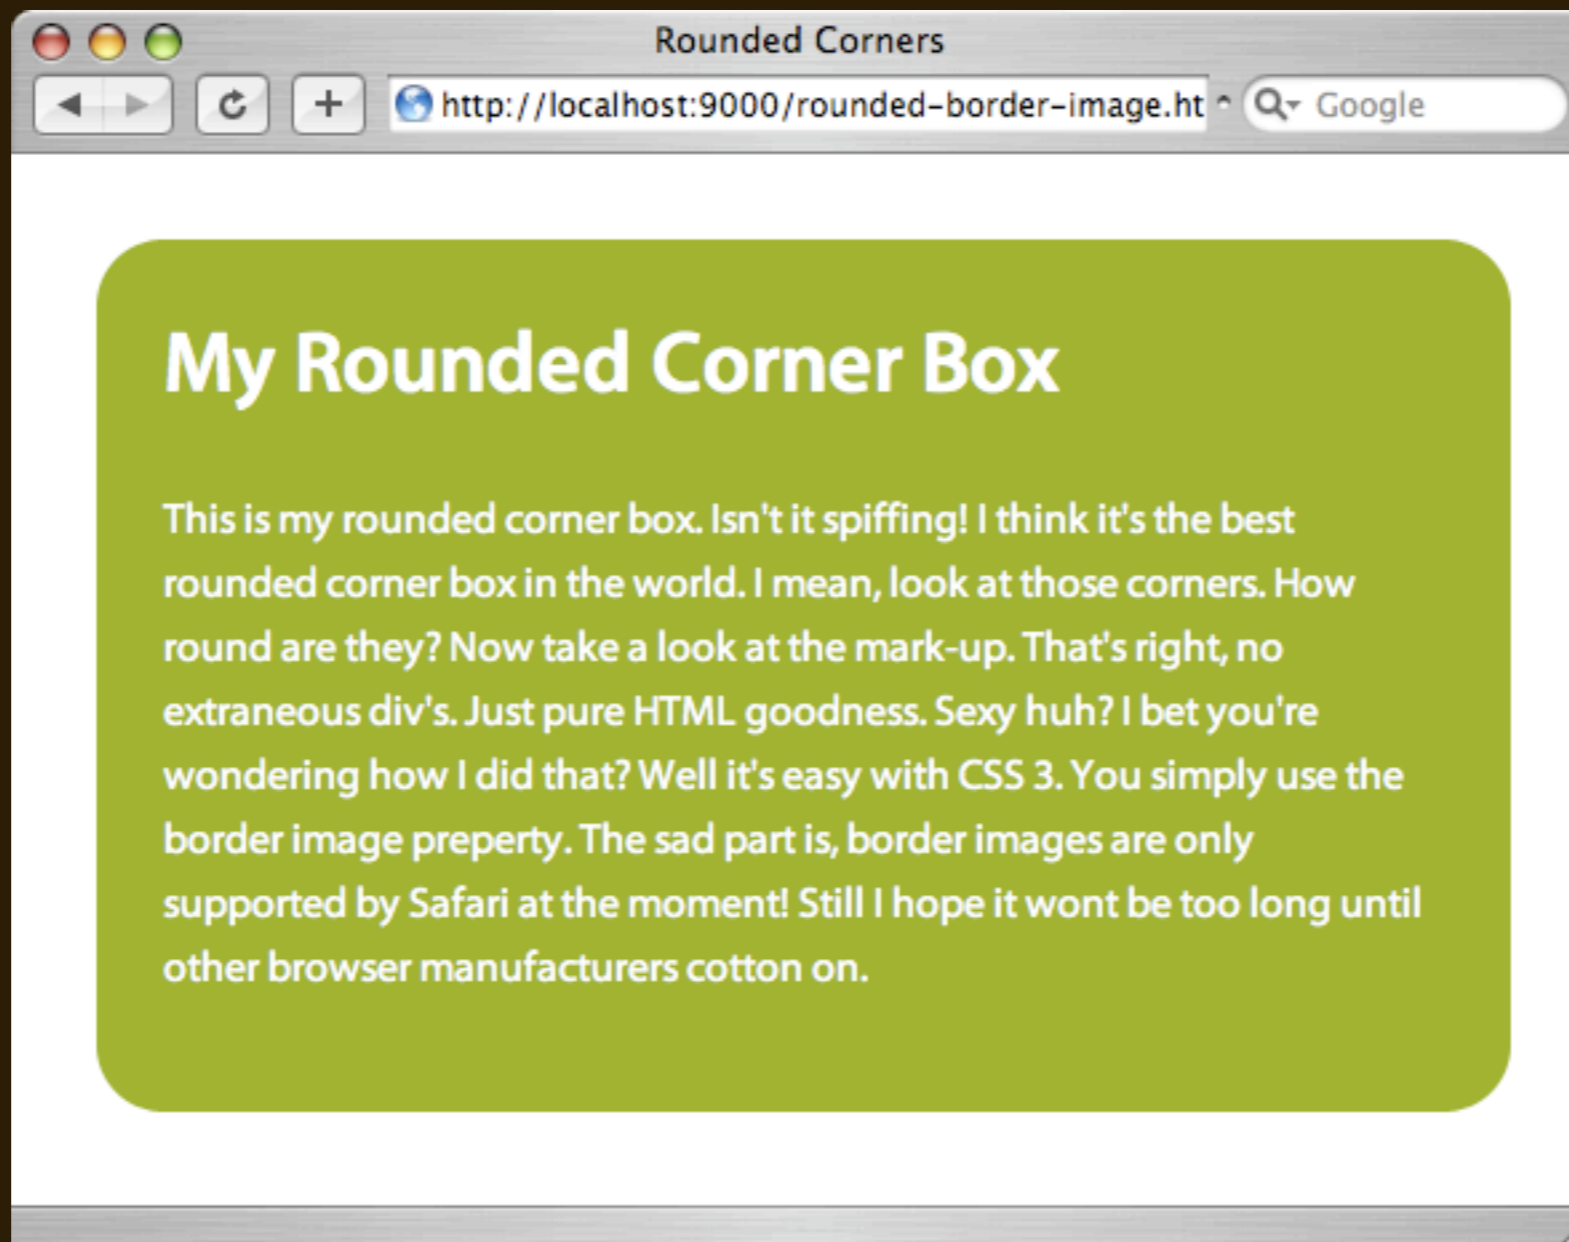 Rounded Corners
http://localhost:9000/rounded-border-image.ht
Google
My Rounded Corner Box
This is my rounded corner box. Isn't it spiffing! I think it's the best
rounded corner box in the world. I mean, look at those corners. How
round are they? Now take a look at the mark-up. That's right, no
extraneous div's. Just pure HTML goodness. Sexy huh? I bet you're
wondering how I did that? Well it's easy with CSS 3. You simply use the
border image preperty. The sad part is, border images are only
supported by Safari at the moment! Still I hope it wont be too long until
other browser manufacturers cotton on.